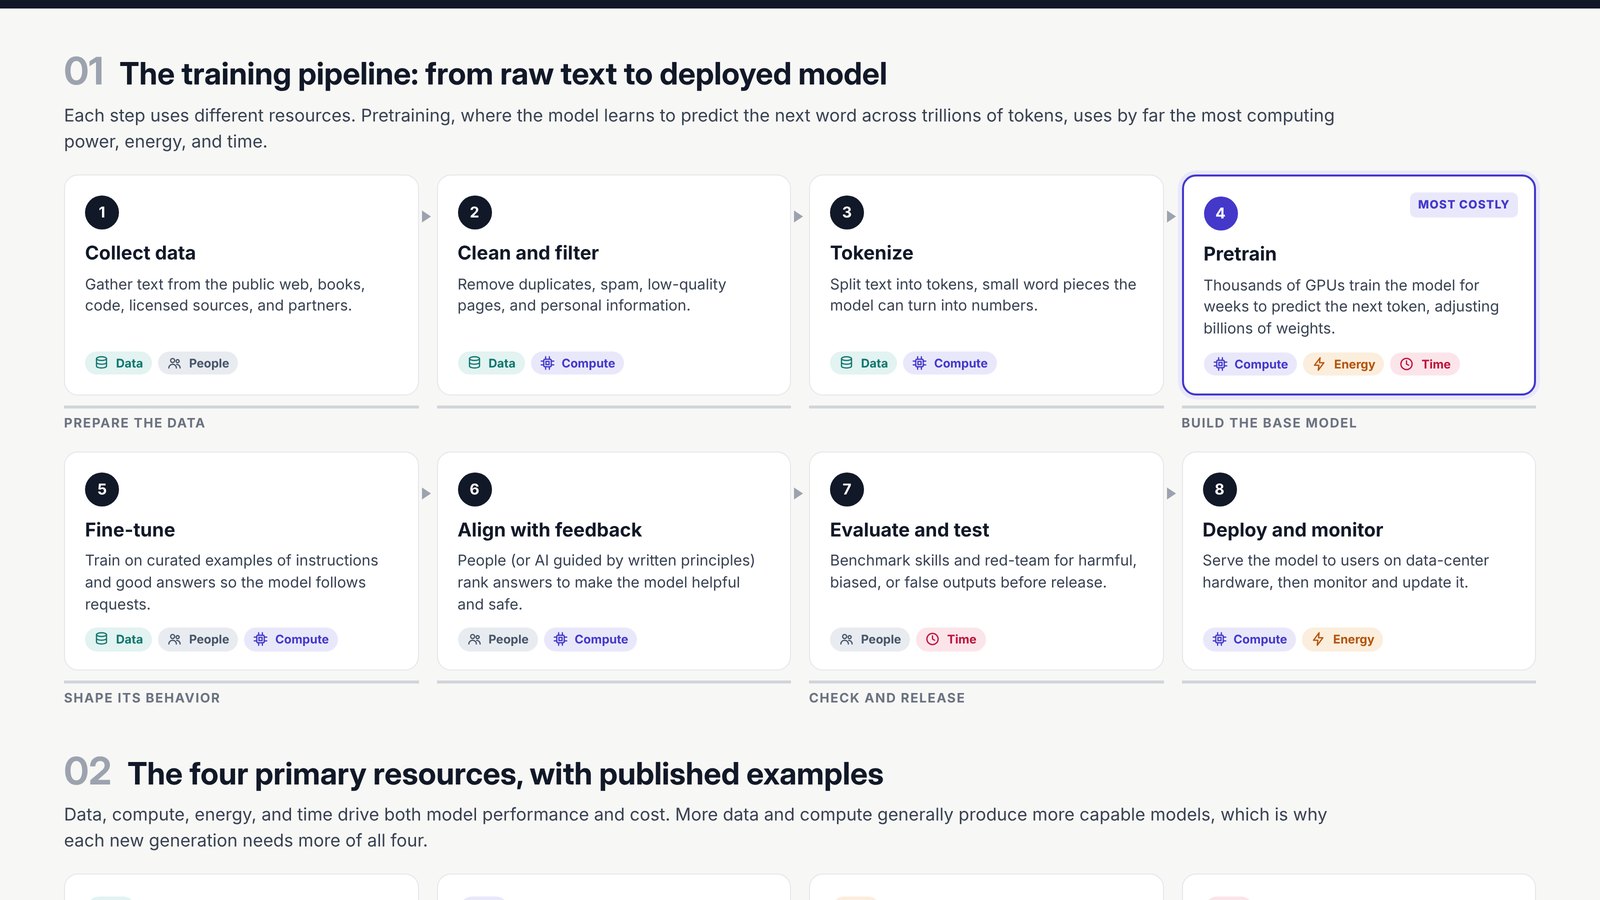 01 The training pipeline: from raw text to deployed model
Each step uses different resources. Pretraining, where the model learns to predict the next word across trillions of tokens, uses by far the most computing
power, energy, and time.
1
Collect data
Gather text from the public web, books,
code, licensed sources, and partners.
Data People
2
Clean and filter
Remove duplicates, spam, low-quality
pages, and personal information.
Data Compute
3
Tokenize
Split text into tokens, small word pieces the
model can turn into numbers.
Data Compute
4 MOST COSTLY
Pretrain
Thousands of GPUs train the model for
weeks to predict the next token, adjusting
billions of weights.
Compute Energy Time
PREPARE THE DATA
BUILD THE BASE MODEL
5
Fine-tune
Train on curated examples of instructions
and good answers so the model follows
requests.
Data People Compute
6
Align with feedback
People (or AI guided by written principles)
rank answers to make the model helpful
and safe.
People Compute
7
Evaluate and test
Benchmark skills and red-team for harmful,
biased, or false outputs before release.
People Time
8
Deploy and monitor
Serve the model to users on data-center
hardware, then monitor and update it.
Compute Energy
SHAPE ITS BEHAVIOR
CHECK AND RELEASE
02 The four primary resources, with published examples
Data, compute, energy, and time drive both model performance and cost. More data and compute generally produce more capable models, which is why
each new generation needs more of all four.